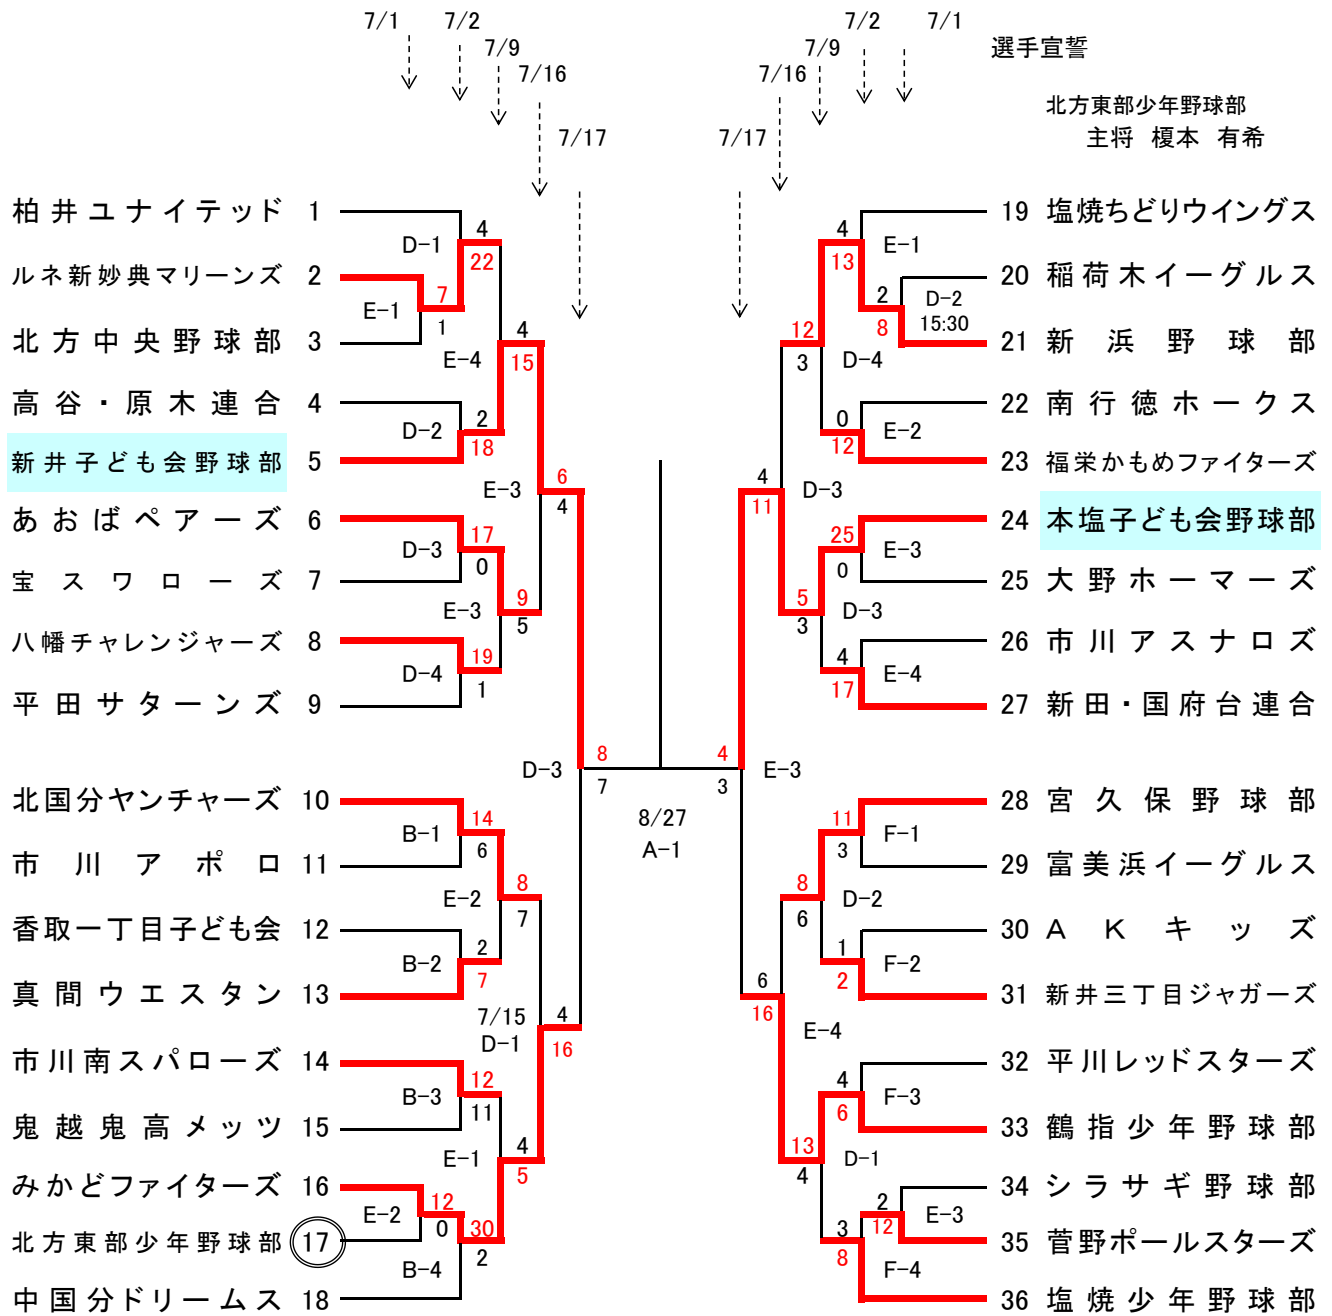 7/1 7/2 7/9 7/16 7/17
7/17 7/16 7/9 7/2 7/1
選手宣誓
北方東部少年野球部
主将 榎本 有希
柏井ユナイテッド 1
ルネ新妙典マリーンズ 2
北方中央野球部 3
高谷・原木連合 4
新井子ども会野球部 5
あおばペアーズ 6
宝スワローズ 7
八幡チャレンジャーズ 8
平田サターンズ 9
北国分ヤンチャーズ 10
市川アポロ 11
香取一丁目子ども会 12
真間ウエスタン 13
市川南スパローズ 14
鬼越鬼高メッツ 15
みかどファイターズ 16
北方東部少年野球部 17
中国分ドリームス 18
E-1 7 1
D-1 4 22
D-2 2 18
E-4 4 15
D-3 17 0
D-4 19 1
E-3 9 5
E-3 6 4
B-1 14 6
B-2 2 7
E-2 8 7
B-3 12 11
E-2 12 0
B-4 30 2
E-1 4 5
7/15
D-1 4 16
D-3 8 7
8/27
A-1
4 3 E-3
19 塩焼ちどりウイングス
20 稲荷木イーグルス
21 新浜野球部
22 南行徳ホークス
23 福栄かもめファイターズ
24 本塩子ども会野球部
25 大野ホーマーズ
26 市川アスナロズ
27 新田・国府台連合
28 宮久保野球部
29 富美浜イーグルス
30 AKキッズ
31 新井三丁目ジャガーズ
32 平川レッドスターズ
33 鶴指少年野球部
34 シラサギ野球部
35 菅野ポールスターズ
36 塩焼少年野球部
4 13 E-1
2 8 D-2
15:30
0 12 E-2
12 3 D-4
25 0 E-3
4 17 E-4
5 3 D-3
4 11 D-3
11 3 F-1
1 2 F-2
8 6 D-2
4 6 F-3
2 12 E-3
3 8 F-4
13 4 D-1
6 16 E-4